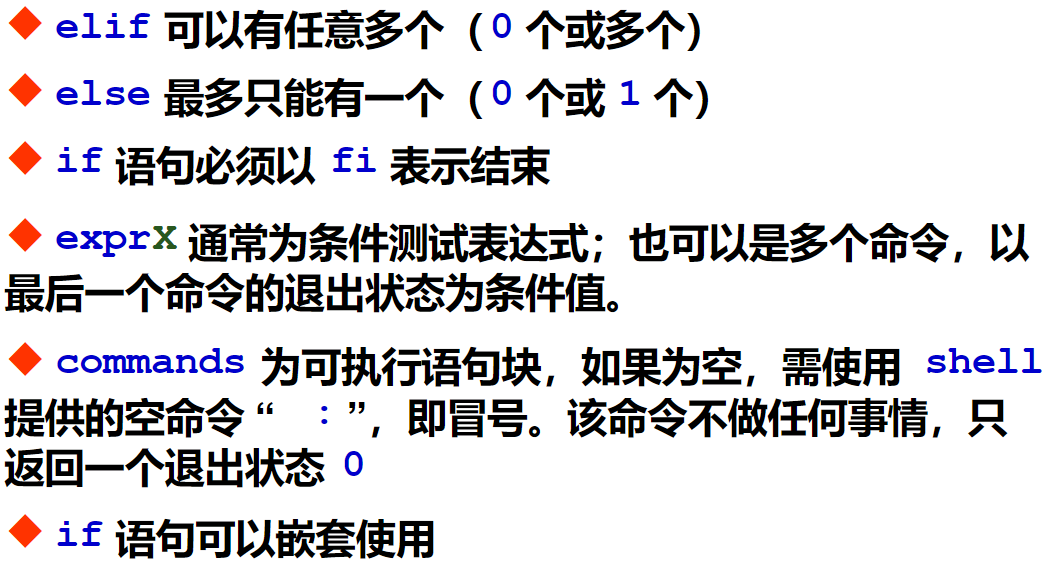 ◆ elif 可以有任意多个（0 个或多个）
◆ else 最多只能有一个（0 个或 1 个）
◆ if 语句必须以 fi 表示结束
◆ exprX 通常为条件测试表达式；也可以是多个命令，以
最后一个命令的退出状态为条件值。
◆ commands 为可执行语句块，如果为空，需使用 shell
提供的空命令“ : ”，即冒号。该命令不做任何事情，只
返回一个退出状态 0
◆ if 语句可以嵌套使用